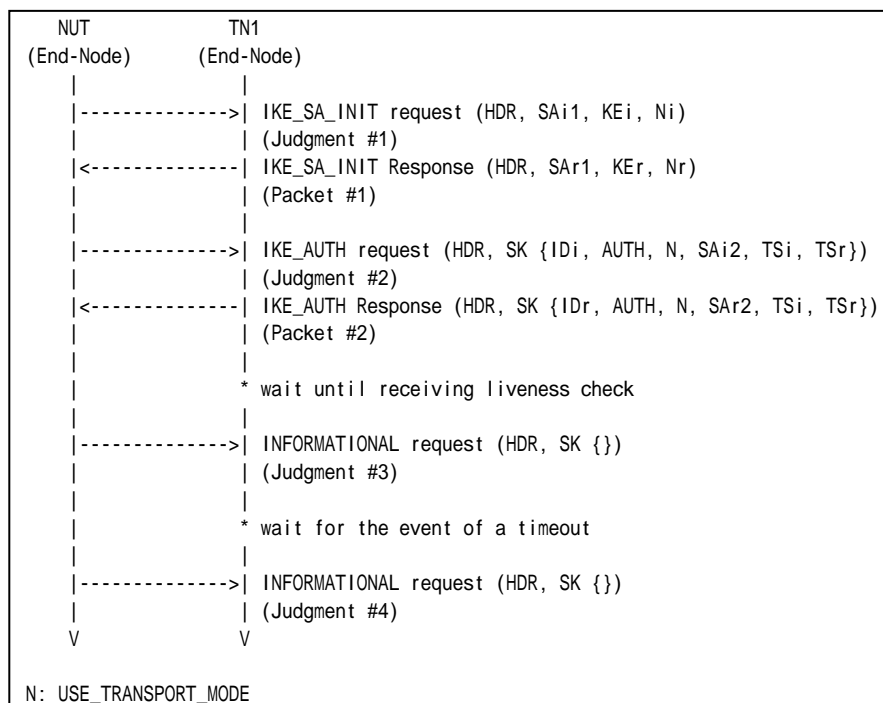 NUT TN1
(End-Node) (End-Node)
| |
|-------------->| IKE_SA_INIT request (HDR, SAi1, KEi, Ni)
| | (Judgment #1)
|<--------------| IKE_SA_INIT Response (HDR, SAr1, KEr, Nr)
| | (Packet #1)
| |
|-------------->| IKE_AUTH request (HDR, SK {IDi, AUTH, N, SAi2, TSi, TSr})
| | (Judgment #2)
|<--------------| IKE_AUTH Response (HDR, SK {IDr, AUTH, N, SAr2, TSi, TSr})
| | (Packet #2)
| |
| * wait until receiving liveness check
| |
|-------------->| INFORMATIONAL request (HDR, SK {})
| | (Judgment #3)
| |
| * wait for the event of a timeout
| |
|-------------->| INFORMATIONAL request (HDR, SK {})
| | (Judgment #4)
V V
N: USE_TRANSPORT_MODE